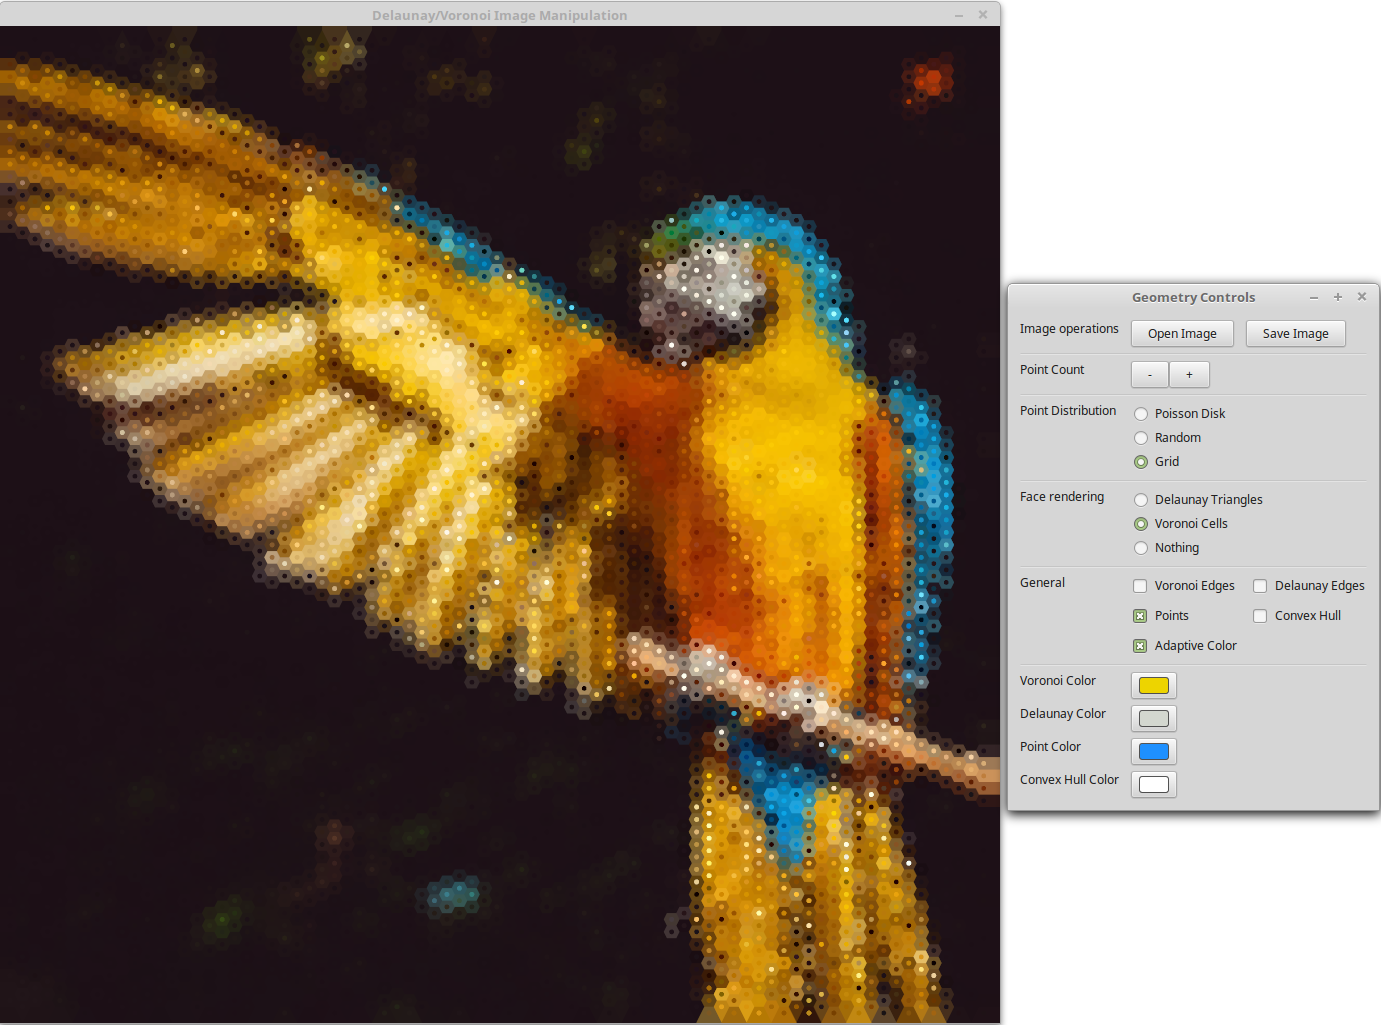 Delaunay/Voronoi Image Manipulation
Geometry Controls
Image operations Open Image Save Image
Point Count - +
Point Distribution Poisson Disk
Random
Grid
Face rendering Delaunay Triangles
Voronoi Cells
Nothing
General Voronoi Edges Delaunay Edges
Points Convex Hull
Adaptive Color
Voronoi Color
Delaunay Color
Point Color
Convex Hull Color